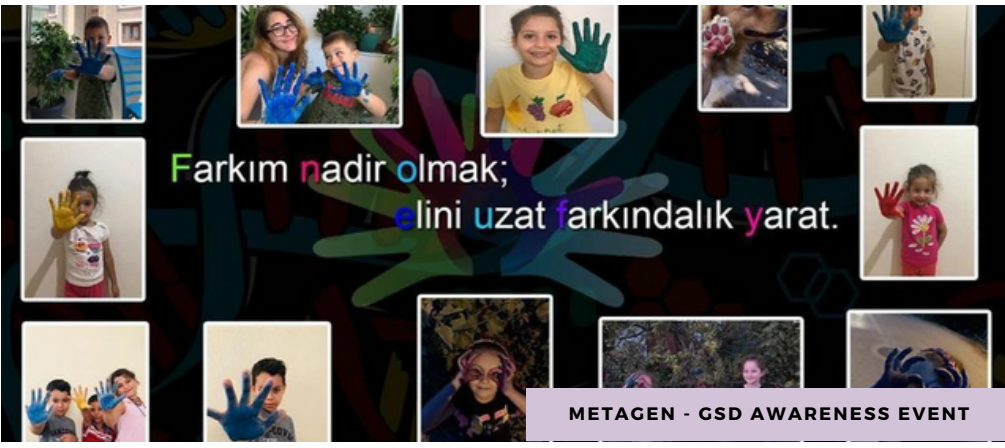 Farkım nadir olmak;
elini uzat farkındalık yarat.
METAGEN - GSD AWARENESS EVENT